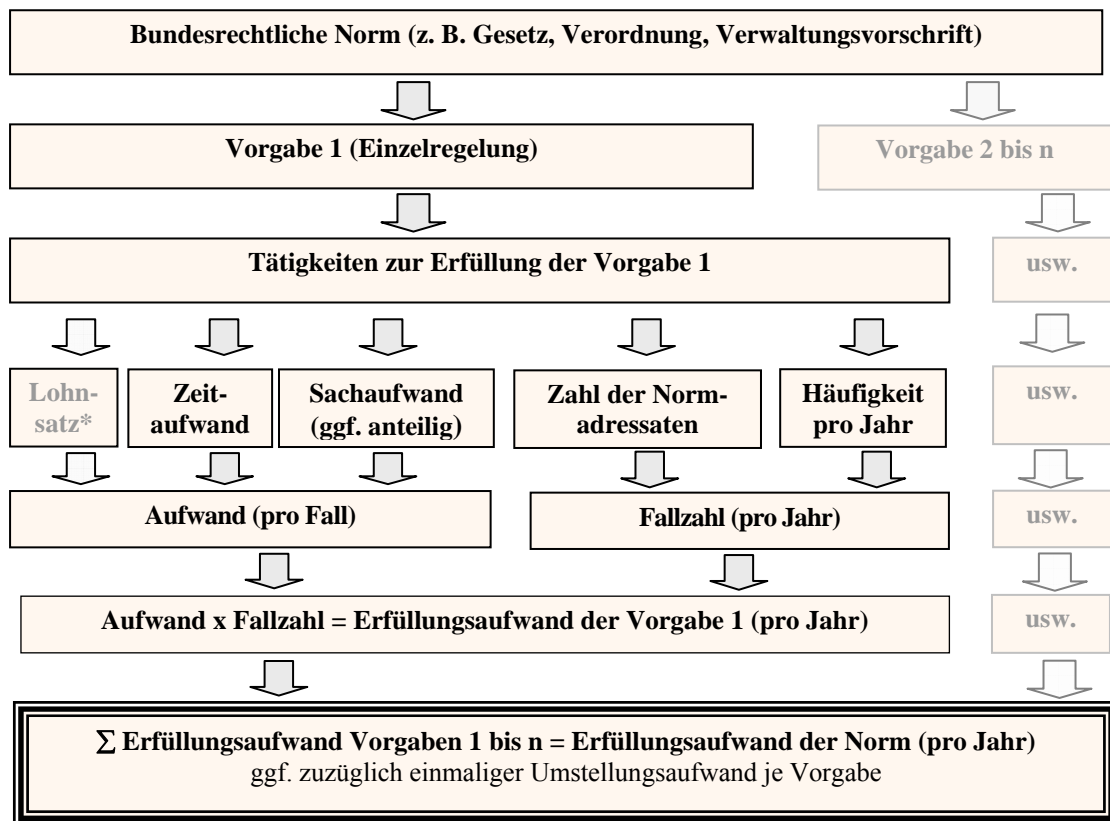 Bundesrechtliche Norm (z. B. Gesetz, Verordnung, Verwaltungsvorschrift)
Vorgabe 1 (Einzelregelung)
Vorgabe 2 bis n
Tätigkeiten zur Erfüllung der Vorgabe 1
usw.
Lohn-
satz*
Zeit-
aufwand
Sachaufwand
(ggf. anteilig)
Zahl der Norm-
adressaten
Häufigkeit
pro Jahr
usw.
Aufwand (pro Fall)
Fallzahl (pro Jahr)
usw.
Aufwand x Fallzahl = Erfüllungsaufwand der Vorgabe 1 (pro Jahr)
usw.
∑ Erfüllungsaufwand Vorgaben 1 bis n = Erfüllungsaufwand der Norm (pro Jahr)
ggf. zuzüglich einmaliger Umstellungsaufwand je Vorgabe